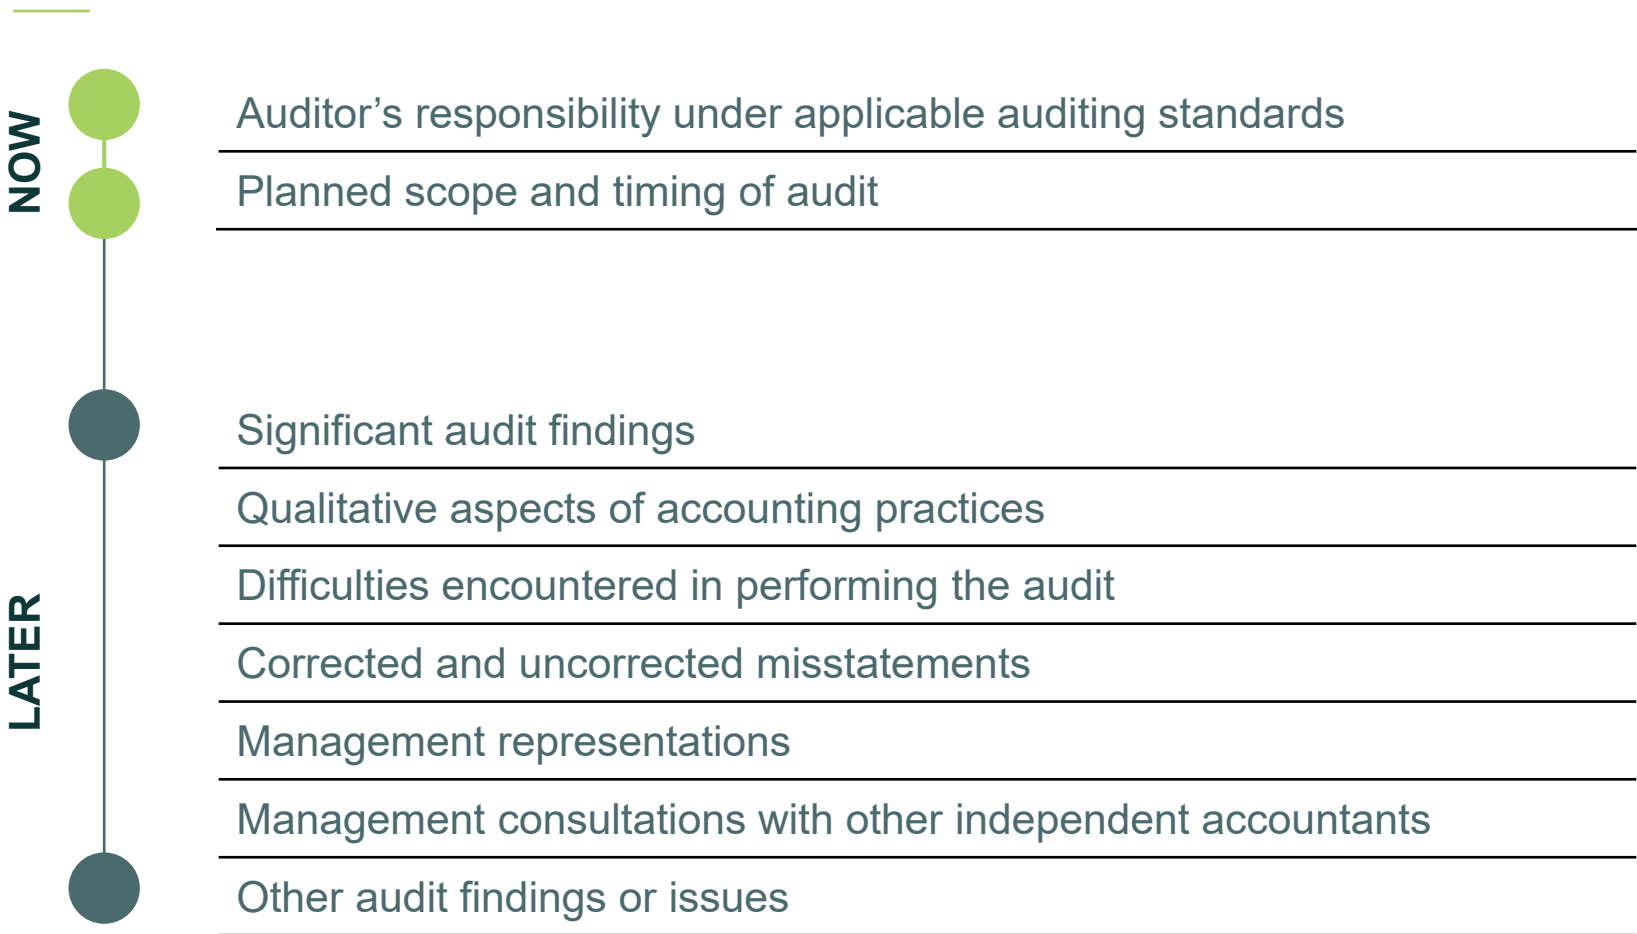 NOW
Auditor’s responsibility under applicable auditing standards
Planned scope and timing of audit
LATER
Significant audit findings
Qualitative aspects of accounting practices
Difficulties encountered in performing the audit
Corrected and uncorrected misstatements
Management representations
Management consultations with other independent accountants
Other audit findings or issues